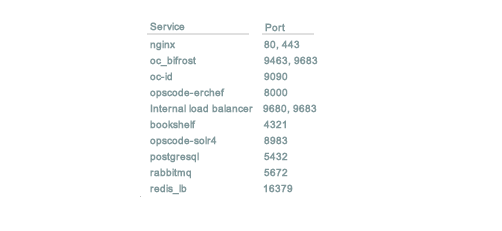 Service Port
nginx 80, 443
oc_bifrost 9463, 9683
oc-id 9090
opscode-erchef 8000
Internal load balancer 9680, 9683
bookshelf 4321
opscode-solr4 8983
postgresql 5432
rabbitmq 5672
redis_lb 16379